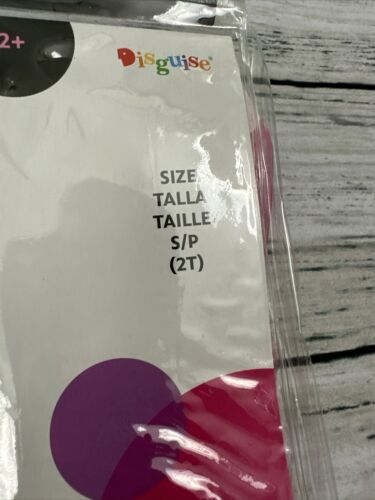 2+
Disguise®
SIZE
TALLA
TAILLE
S/P
(2T)